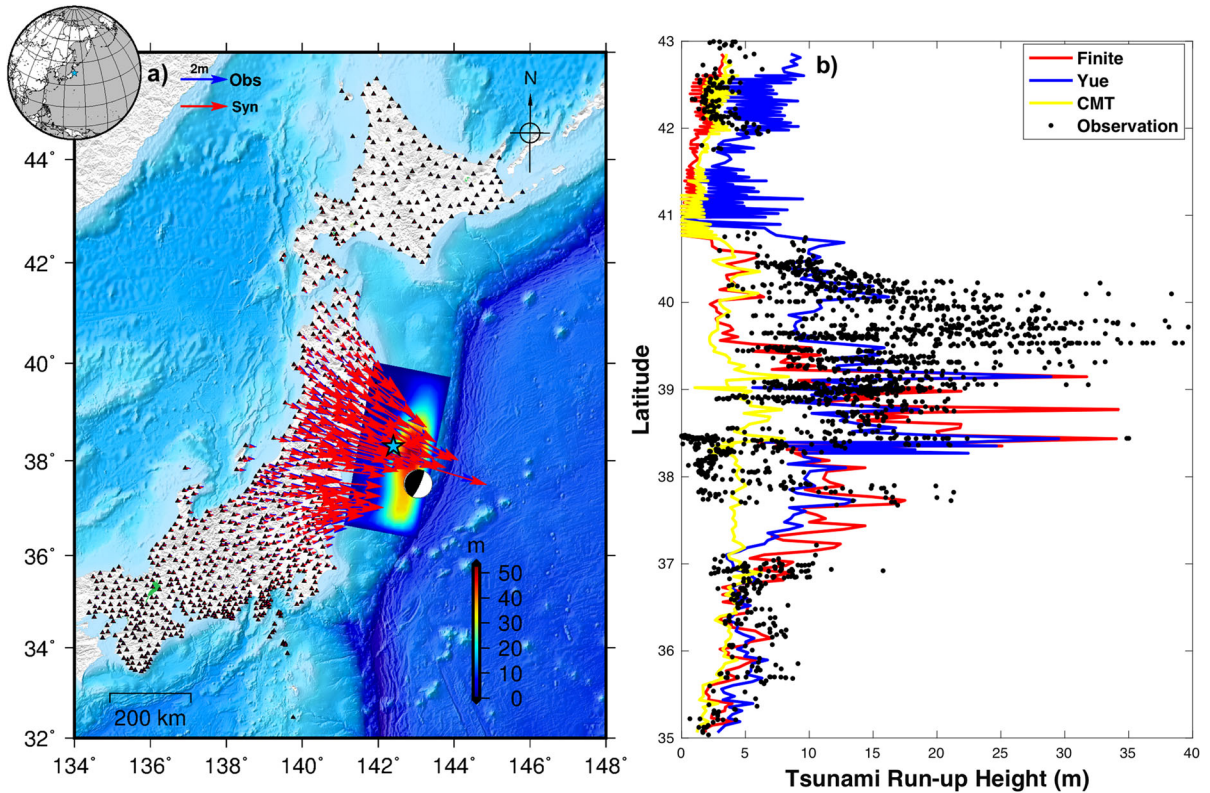 a)
2m
Obs
Syn
N
44°
42°
40°
38°
36°
34°
32°
134°
136°
138°
140°
142°
144°
146°
148°
200 km
m
50
40
30
20
10
0
b)
Finite
Yue
CMT
Observation
Latitude
43
42
41
40
39
38
37
36
35
0
5
10
15
20
25
30
35
40
Tsunami Run-up Height (m)